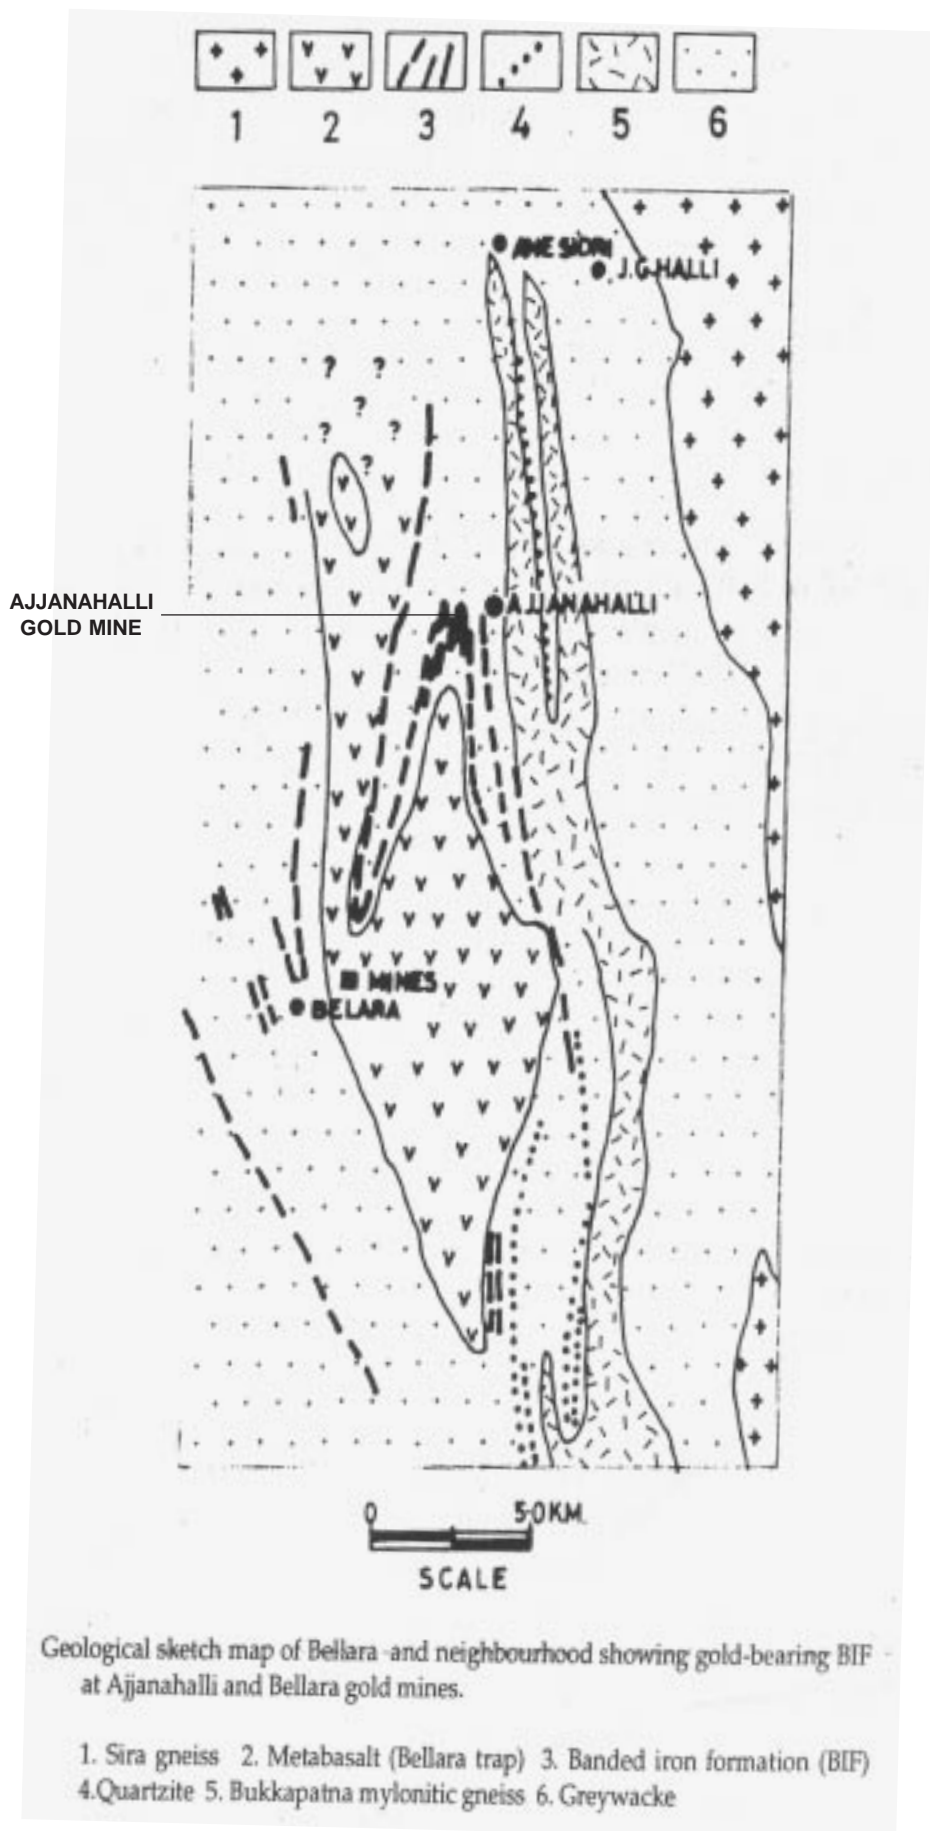 1 2 3 4 5 6
J.G.HALLI
? ?
?
? ?
?
AJJANAHALLI
GOLD MINE
AJJANAHALLI
MINES
BELARA
0 5·0 KM.
SCALE
Geological sketch map of Bellara and neighbourhood showing gold-bearing BIF
at Ajjanahalli and Bellara gold mines.
1. Sira gneiss 2. Metabasalt (Bellara trap) 3. Banded iron formation (BIF)
4.Quartzite 5. Bukkapatna mylonitic gneiss 6. Greywacke